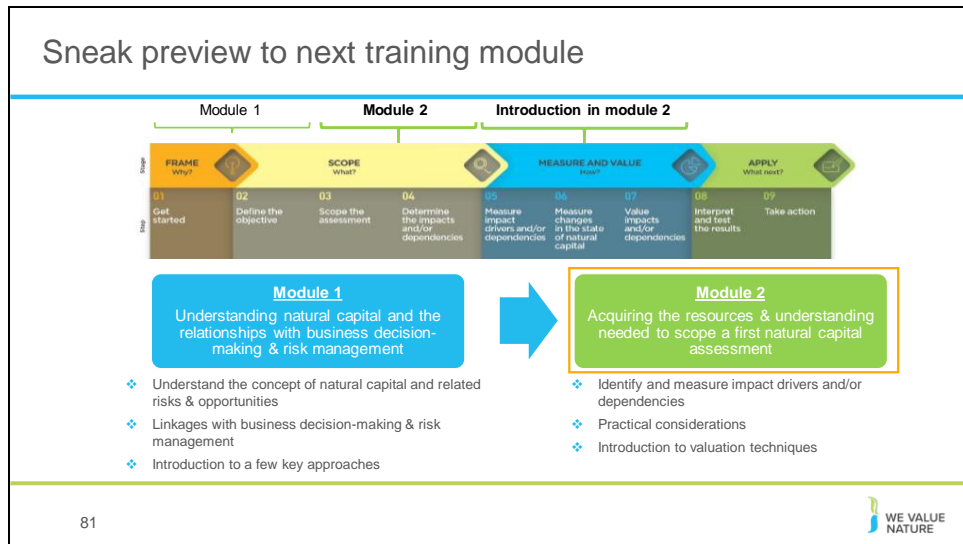 Sneak preview to next training module
Module 1
Module 2
Introduction in module 2
Stage
FRAME
Why?
SCOPE
What?
MEASURE AND VALUE
How?
APPLY
What next?
Step
01
Get
started
02
Define the
objective
03
Scope the
assessment
04
Determine
the impacts
and/or
dependencies
05
Measure
impact
drivers and/or
dependencies
06
Measure
changes
in the state
of natural
capital
07
Value
impacts
and/or
dependencies
08
Interpret
and test
the results
09
Take action
Module 1
Understanding natural capital and the
relationships with business decision-
making & risk management
Module 2
Acquiring the resources & understanding
needed to scope a first natural capital
assessment
❖ Understand the concept of natural capital and related
risks & opportunities
❖ Linkages with business decision-making & risk
management
❖ Introduction to a few key approaches
❖ Identify and measure impact drivers and/or
dependencies
❖ Practical considerations
❖ Introduction to valuation techniques
81
WE VALUE
NATURE